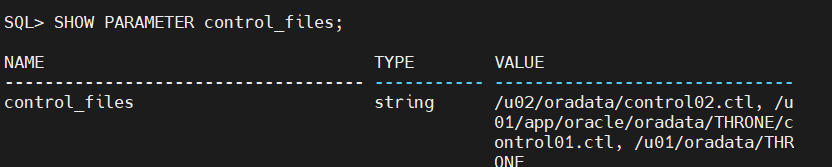 SQL> SHOW PARAMETER control_files;
NAME TYPE VALUE
------------------------------------ ----------- ------------------------------
control_files string /u02/oradata/control02.ctl, /u
01/app/oracle/oradata/THRONE/c
ontrol01.ctl, /u01/oradata/THR
ONE